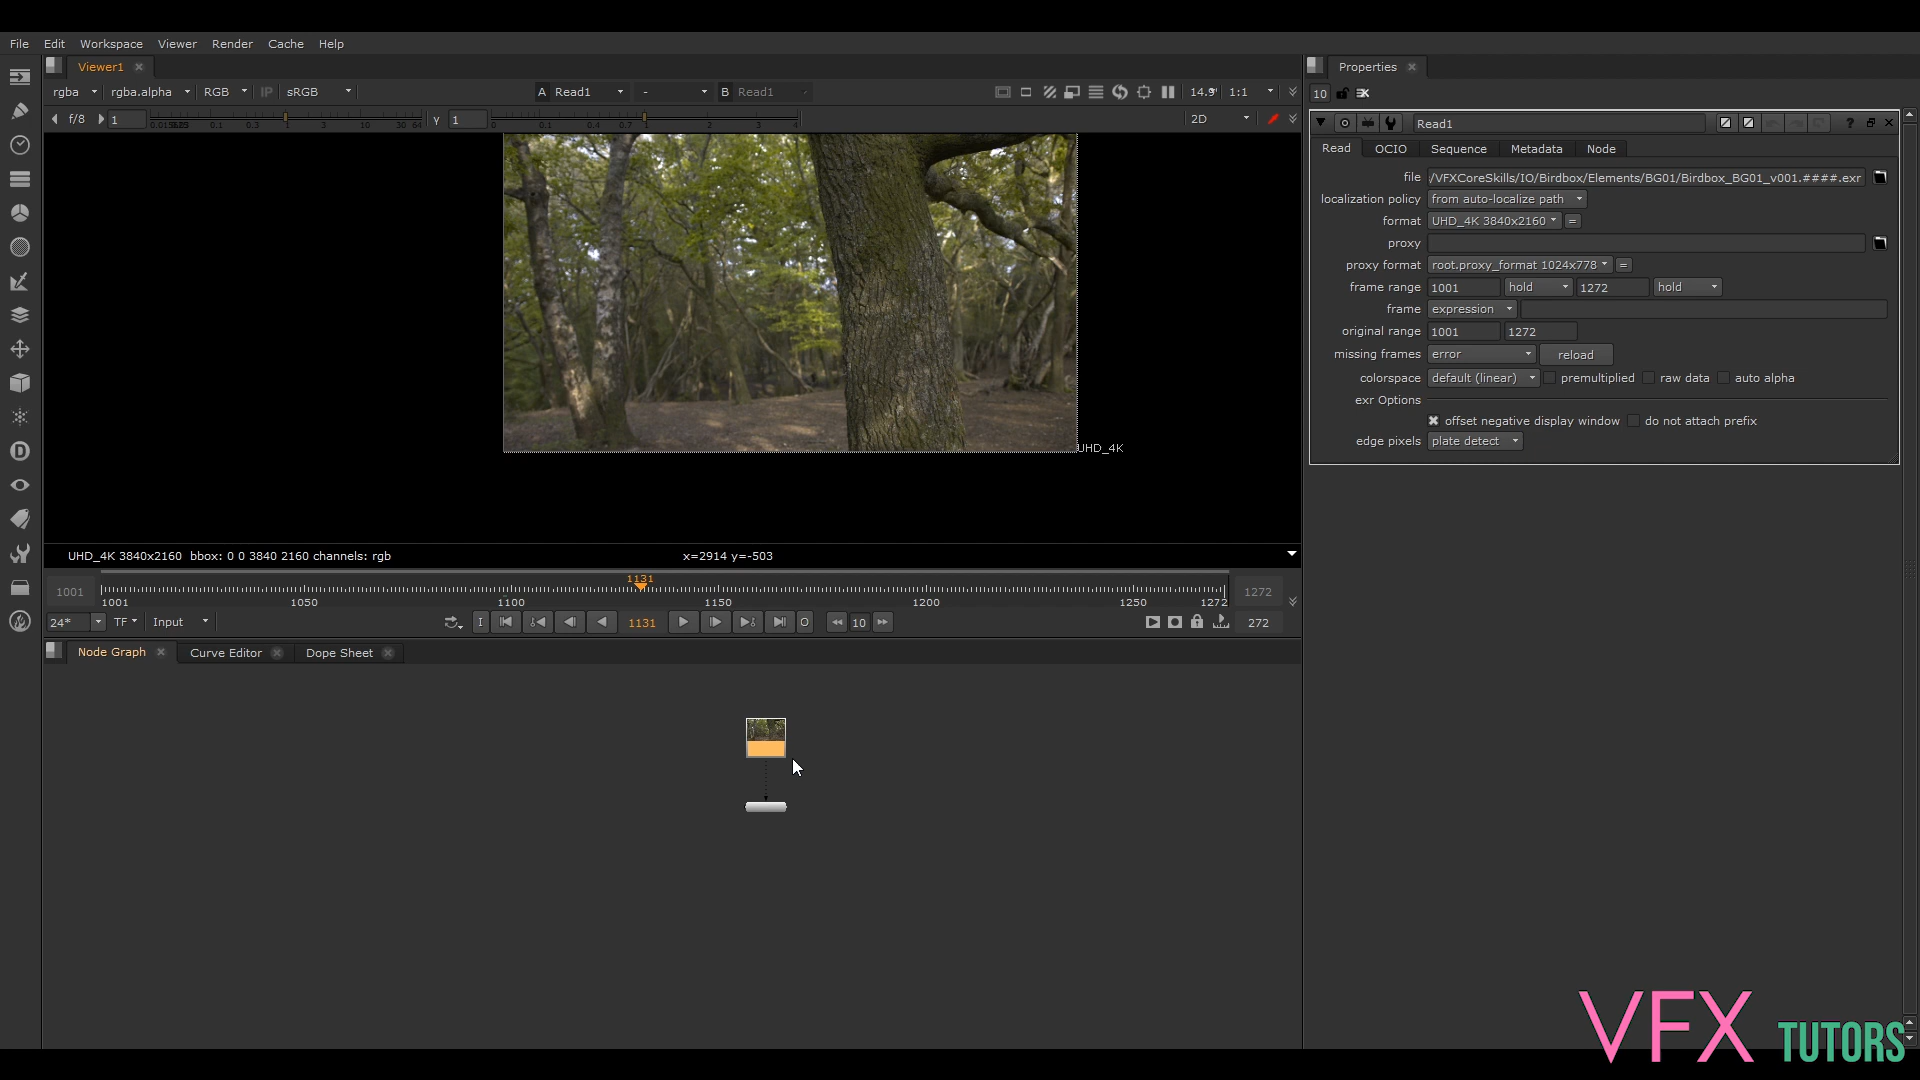 File Edit Workspace Viewer Render Cache Help
Viewer1
Properties
rgba rgba.alpha RGB IP sRGB A Read1 - B Read1 1:1
10
f/8 1 y 1 2D
Read1
Read OCIO Sequence Metadata Node
file /VFXCoreSkills/IO/Birdbox/Elements/BG01/Birdbox_BG01_v001.####.exr
localization policy from auto-localize path
format UHD_4K 3840x2160 =
proxy
proxy format root.proxy_format 1024x778 =
frame range 1001 hold 1272 hold
frame expression
original range 1001 1272
missing frames error reload
colorspace default (linear) premultiplied raw data auto alpha
exr Options
offset negative display window do not attach prefix
edge pixels plate detect
UHD_4K
UHD_4K 3840x2160 bbox: 0 0 3840 2160 channels: rgb x=2914 y=-503
1131
1001 1272
1001 1050 1100 1150 1200 1250 1272
24* TF Input I 1131 O 10 272
Node Graph Curve Editor Dope Sheet
VFX TUTORS